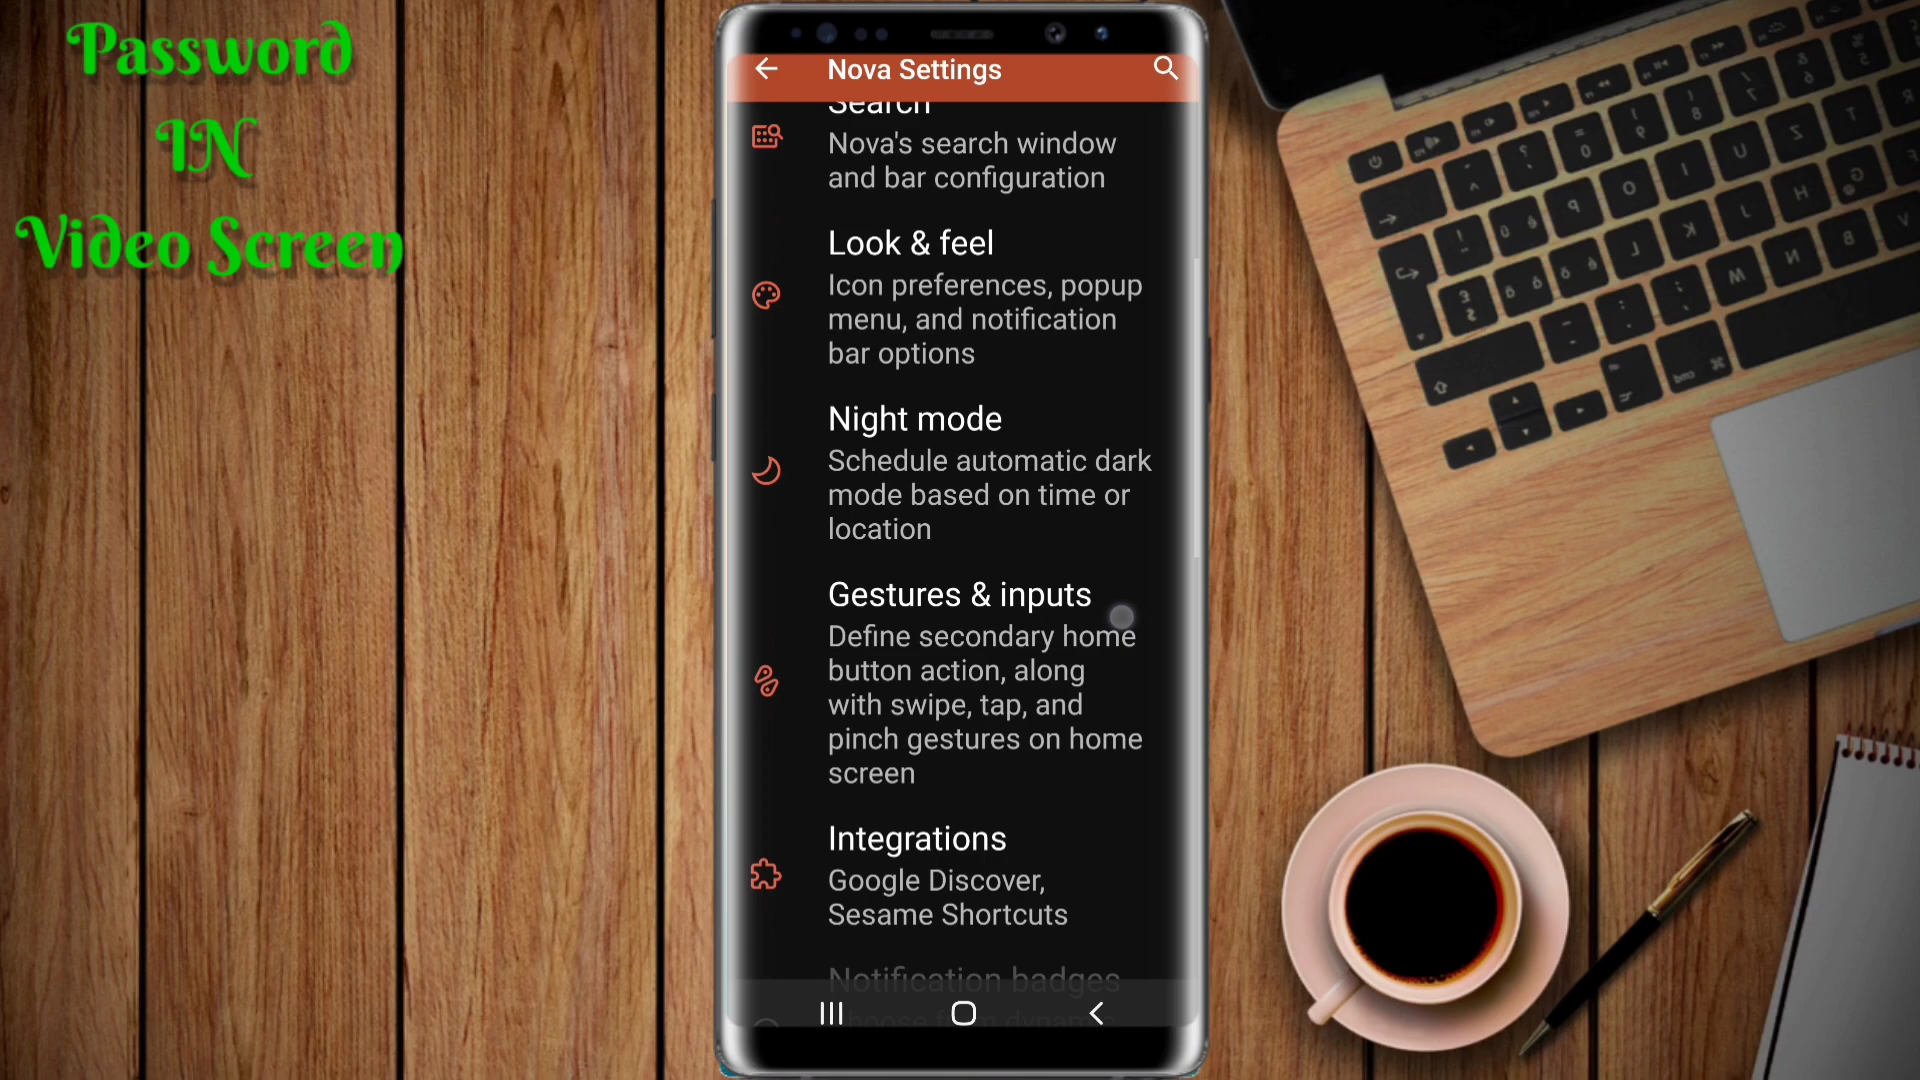 Password
IN
Video Screen
Nova Settings
Search
Nova's search window
and bar configuration
Look & feel
Icon preferences, popup
menu, and notification
bar options
Night mode
Schedule automatic dark
mode based on time or
location
Gestures & inputs
Define secondary home
button action, along
with swipe, tap, and
pinch gestures on home
screen
Integrations
Google Discover,
Sesame Shortcuts
Notification badges